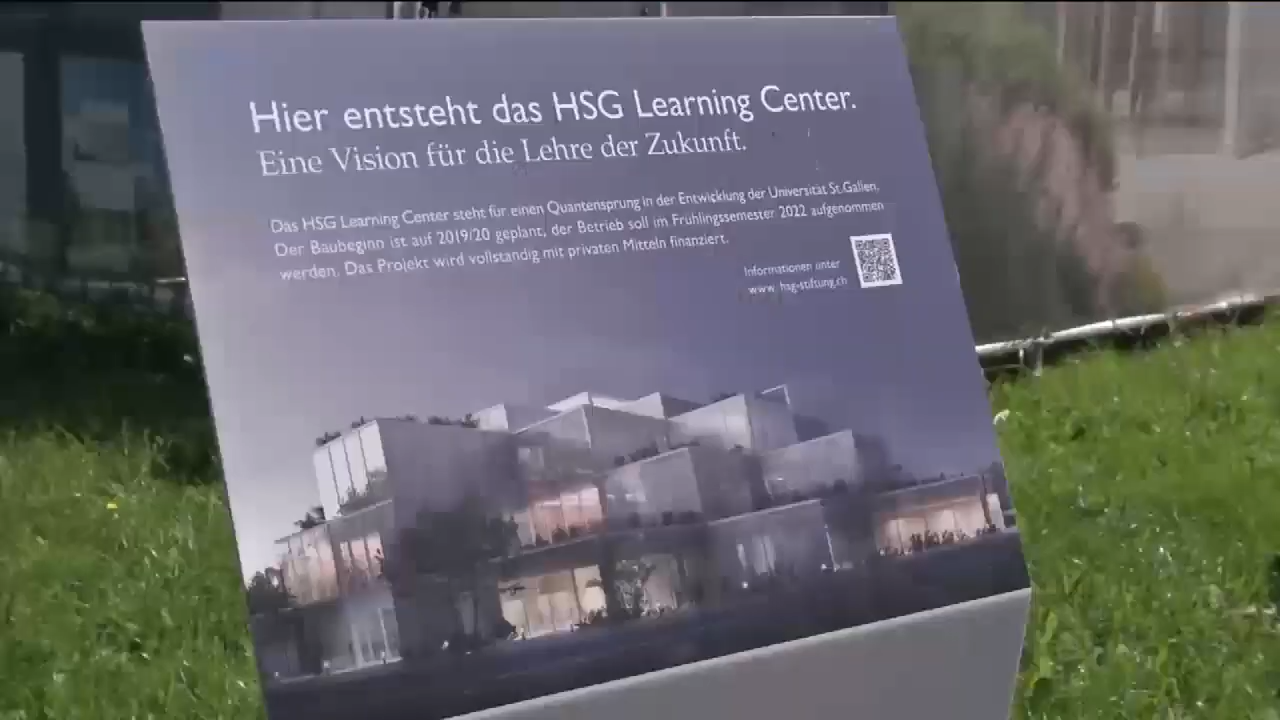 Hier entsteht das HSG Learning Center.
Eine Vision für die Lehre der Zukunft.
Das HSG Learning Center steht für einen Quantensprung in der Entwicklung der Universität St.Gallen.
Der Baubeginn ist auf 2019/20 geplant, der Betrieb soll im Frühlingssemester 2022 aufgenommen
werden. Das Projekt wird vollständig mit privaten Mitteln finanziert.
Informationen unter
www.hsg-stiftung.ch